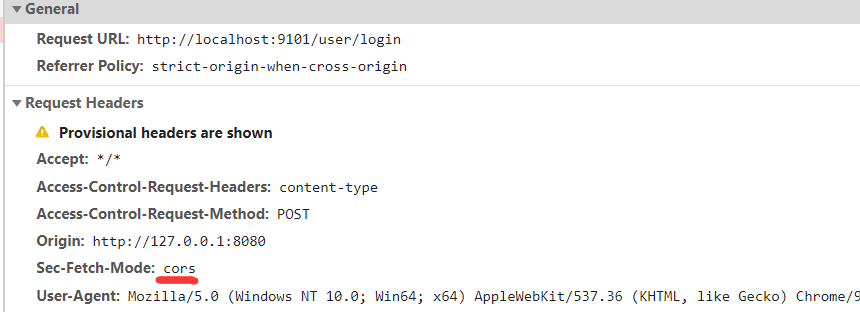 General
Request URL: http://localhost:9101/user/login
Referrer Policy: strict-origin-when-cross-origin
Request Headers
Provisional headers are shown
Accept: */*
Access-Control-Request-Headers: content-type
Access-Control-Request-Method: POST
Origin: http://127.0.0.1:8080
Sec-Fetch-Mode: cors
User-Agent: Mozilla/5.0 (Windows NT 10.0; Win64; x64) AppleWebKit/537.36 (KHTML, like Gecko) Chrome/9